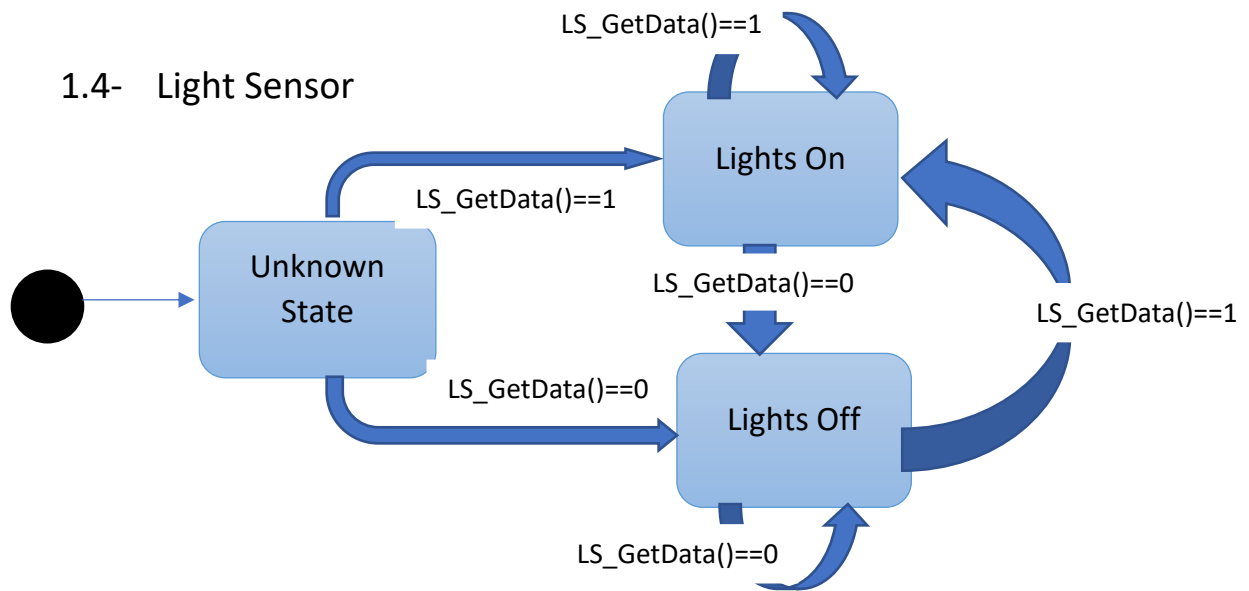 LS_GetData()==1
1.4- Light Sensor
Lights On
LS_GetData()==1
Unknown
State
LS_GetData()==0
LS_GetData()==1
LS_GetData()==0
Lights Off
LS_GetData()==0